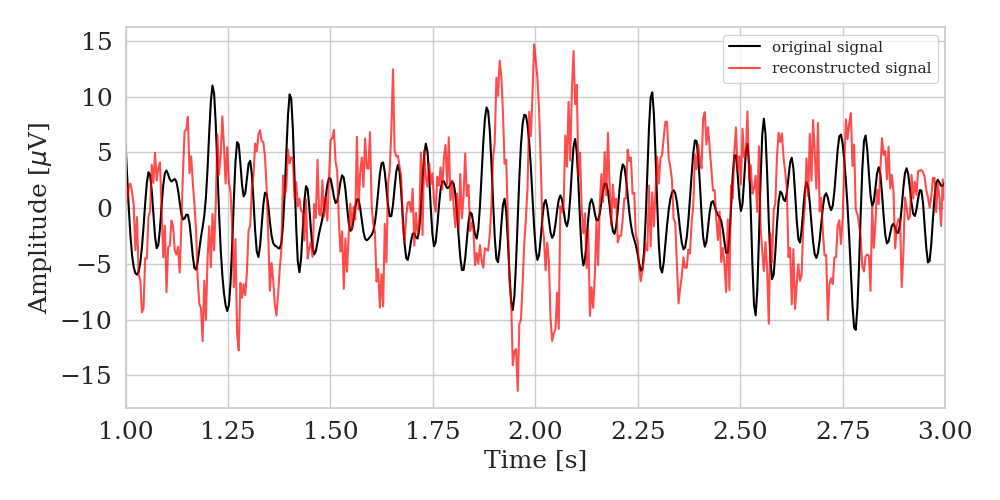 Amplitude [μV]
15
10
5
0
−5
−10
−15
original signal
reconstructed signal
1.00 1.25 1.50 1.75 2.00 2.25 2.50 2.75 3.00
Time [s]